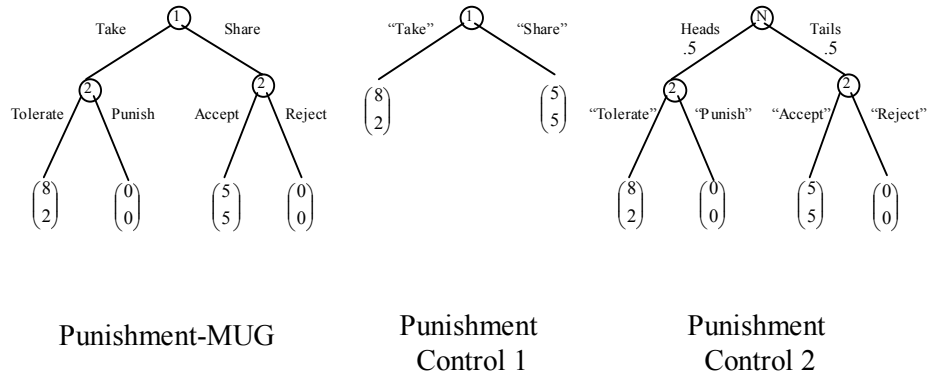 1
Take
Share
2
2
Tolerate
Punish
Accept
Reject
8
2
0
0
5
5
0
0
Punishment-MUG
1
“Take”
“Share”
8
2
5
5
Punishment
Control 1
N
Heads
.5
Tails
.5
2
2
“Tolerate”
“Punish”
“Accept”
“Reject”
8
2
0
0
5
5
0
0
Punishment
Control 2